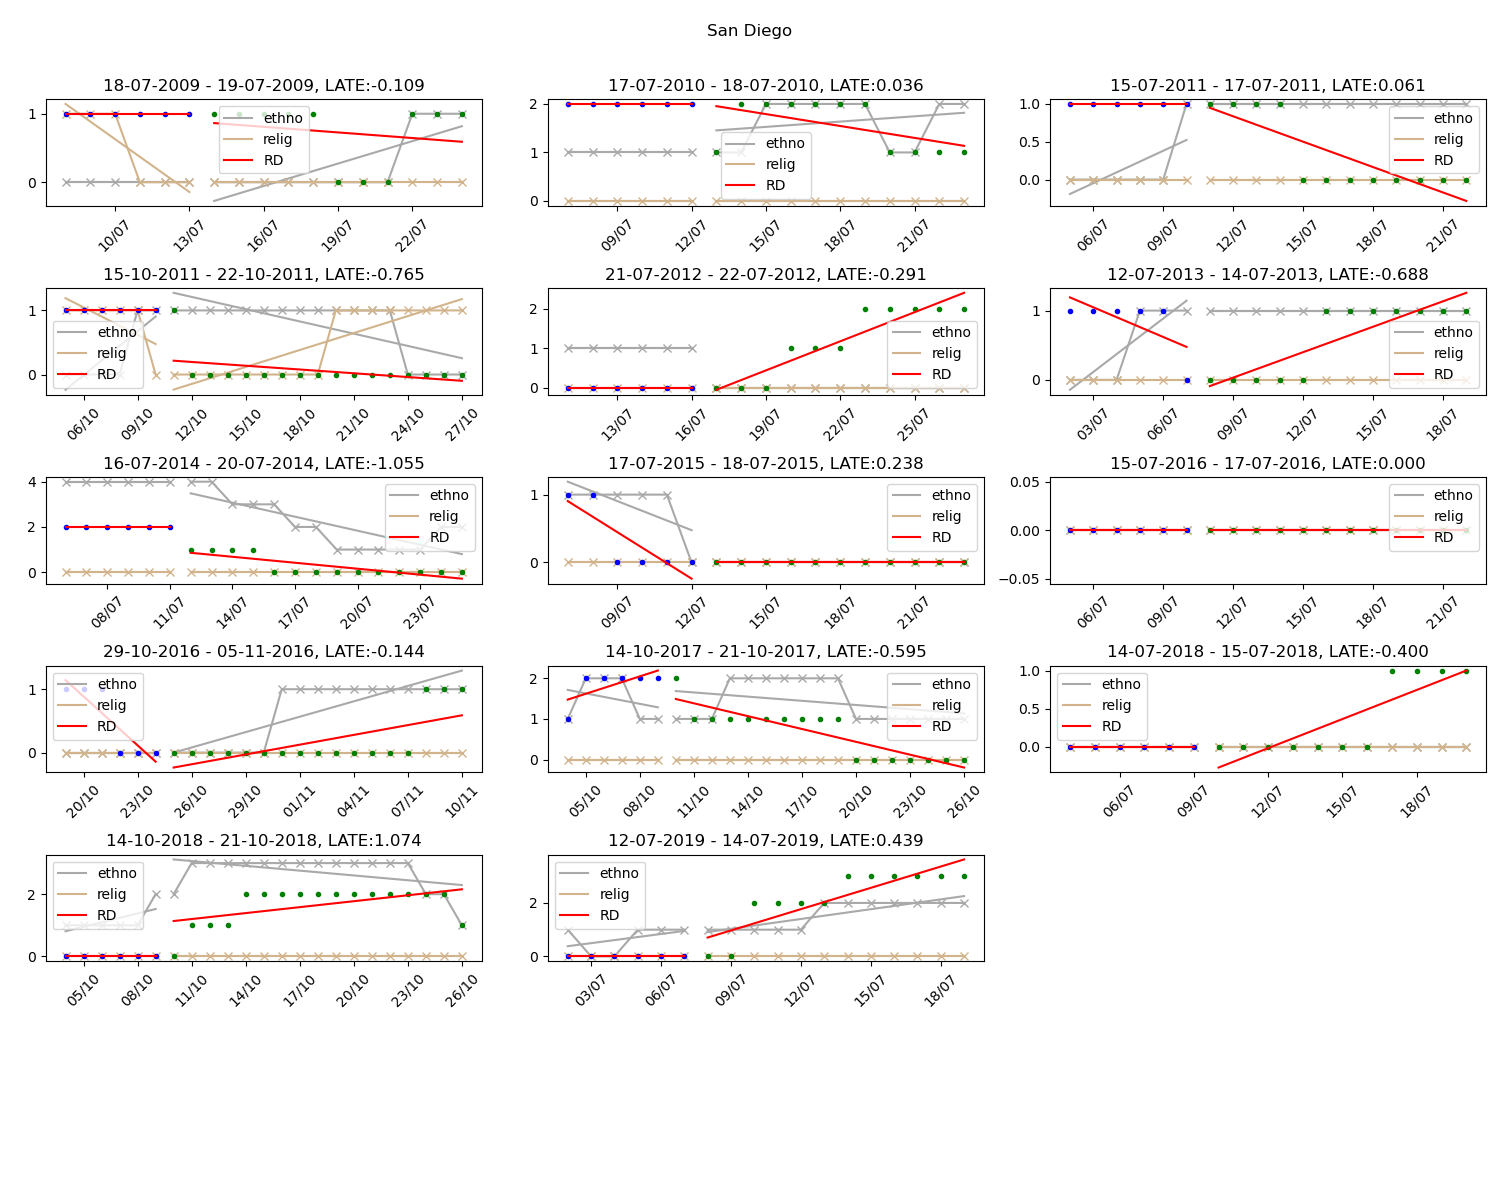 San Diego
18-07-2009 - 19-07-2009, LATE:-0.109
1
0
ethno
relig
RD
10/07 13/07 16/07 19/07 22/07
17-07-2010 - 18-07-2010, LATE:0.036
2
1
0
ethno
relig
RD
09/07 12/07 15/07 18/07 21/07
15-07-2011 - 17-07-2011, LATE:0.061
1.0
0.5
0.0
ethno
relig
RD
06/07 09/07 12/07 15/07 18/07 21/07
15-10-2011 - 22-10-2011, LATE:-0.765
1
0
ethno
relig
RD
06/10 09/10 12/10 15/10 18/10 21/10 24/10 27/10
21-07-2012 - 22-07-2012, LATE:-0.291
2
1
0
ethno
relig
RD
13/07 16/07 19/07 22/07 25/07
12-07-2013 - 14-07-2013, LATE:-0.688
1
0
ethno
relig
RD
03/07 06/07 09/07 12/07 15/07 18/07
16-07-2014 - 20-07-2014, LATE:-1.055
4
2
0
ethno
relig
RD
08/07 11/07 14/07 17/07 20/07 23/07
17-07-2015 - 18-07-2015, LATE:0.238
1
0
ethno
relig
RD
09/07 12/07 15/07 18/07 21/07
15-07-2016 - 17-07-2016, LATE:0.000
0.05
0.00
−0.05
ethno
relig
RD
06/07 09/07 12/07 15/07 18/07 21/07
29-10-2016 - 05-11-2016, LATE:-0.144
1
0
ethno
relig
RD
20/10 23/10 26/10 29/10 01/11 04/11 07/11 10/11
14-10-2017 - 21-10-2017, LATE:-0.595
2
1
0
ethno
relig
RD
05/10 08/10 11/10 14/10 17/10 20/10 23/10 26/10
14-07-2018 - 15-07-2018, LATE:-0.400
1.0
0.5
0.0
ethno
relig
RD
06/07 09/07 12/07 15/07 18/07
14-10-2018 - 21-10-2018, LATE:1.074
2
0
ethno
relig
RD
05/10 08/10 11/10 14/10 17/10 20/10 23/10 26/10
12-07-2019 - 14-07-2019, LATE:0.439
2
0
ethno
relig
RD
03/07 06/07 09/07 12/07 15/07 18/07